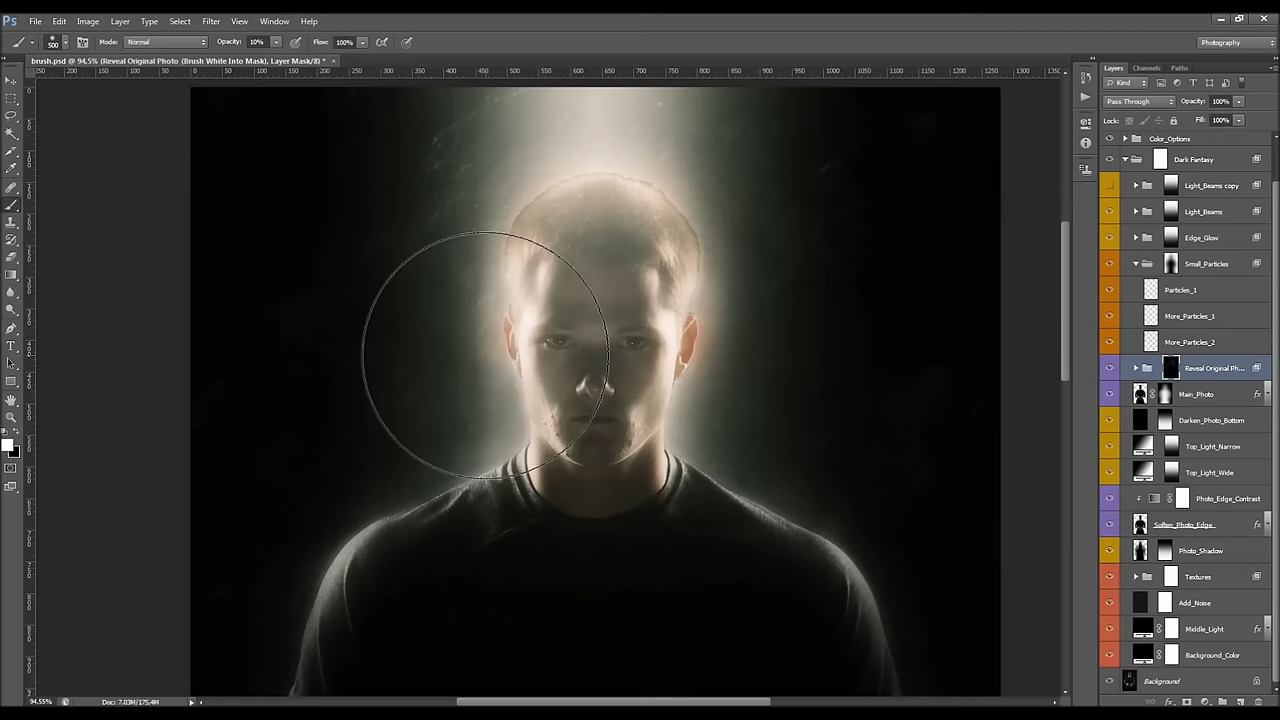 Ps File Edit Image Layer Type Select Filter View Window Help
500 Mode: Normal Opacity: 10% Flow: 100% Photography
brush.psd @ 94,5% (Reveal Original Photo (Brush White Into Mask), Layer Mask/8) *
Layers Channels Paths
Kind
Pass Through Opacity: 100%
Lock: Fill: 100%
Color_Options
Dark Fantasy
Light_Beams copy
Light_Beams
Edge_Glow
Small_Particles
Particles_1
More_Particles_1
More_Particles_2
Reveal Original Ph...
Main_Photo fx
Darken_Photo_Bottom
Top_Light_Narrow
Top_Light_Wide
Photo_Edge_Contrast
Soften_Photo_Edge fx
Photo_Shadow
Textures
Add_Noise
Middle_Light fx
Background_Color
Background
94,55% Doc: 7,03M/175,4M